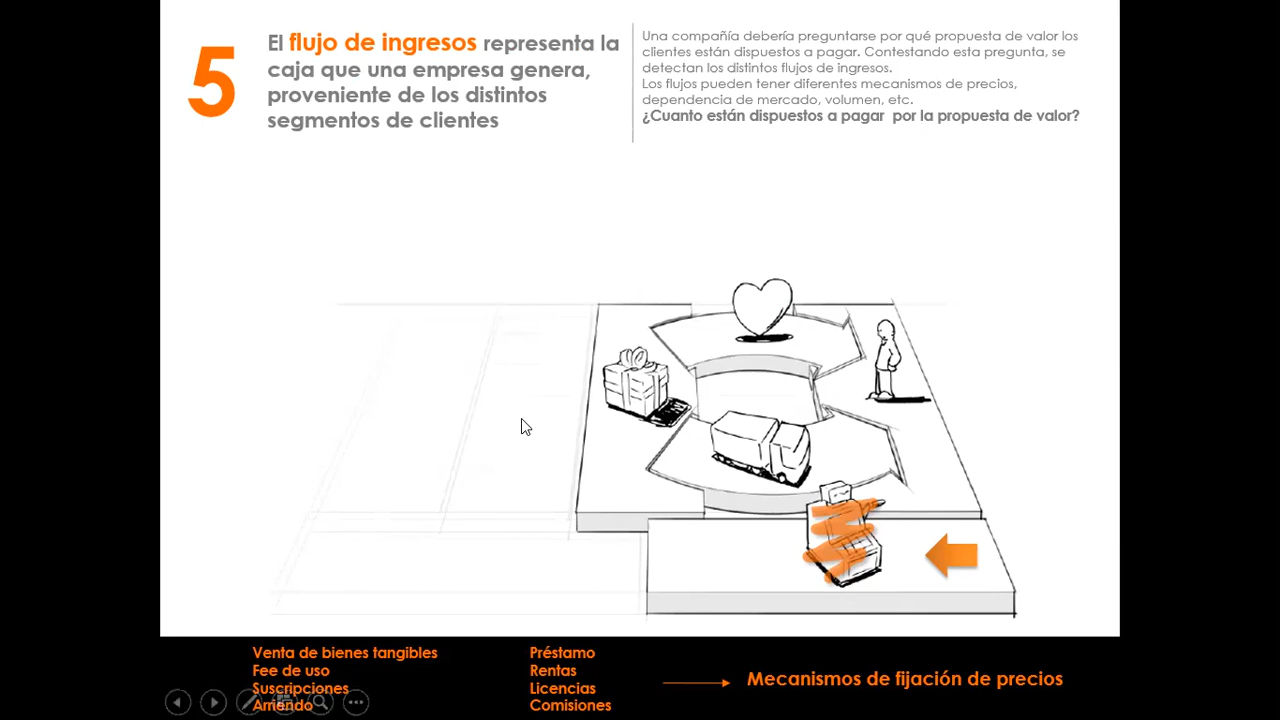 5
El flujo de ingresos representa la
caja que una empresa genera,
proveniente de los distintos
segmentos de clientes
Una compañía debería preguntarse por qué propuesta de valor los
clientes están dispuestos a pagar. Contestando esta pregunta, se
detectan los distintos flujos de ingresos.
Los flujos pueden tener diferentes mecanismos de precios,
dependencia de mercado, volumen, etc.
¿Cuanto están dispuestos a pagar por la propuesta de valor?
Venta de bienes tangibles
Fee de uso
Suscripciones
Arriendo
Préstamo
Rentas
Licencias
Comisiones
Mecanismos de fijación de precios